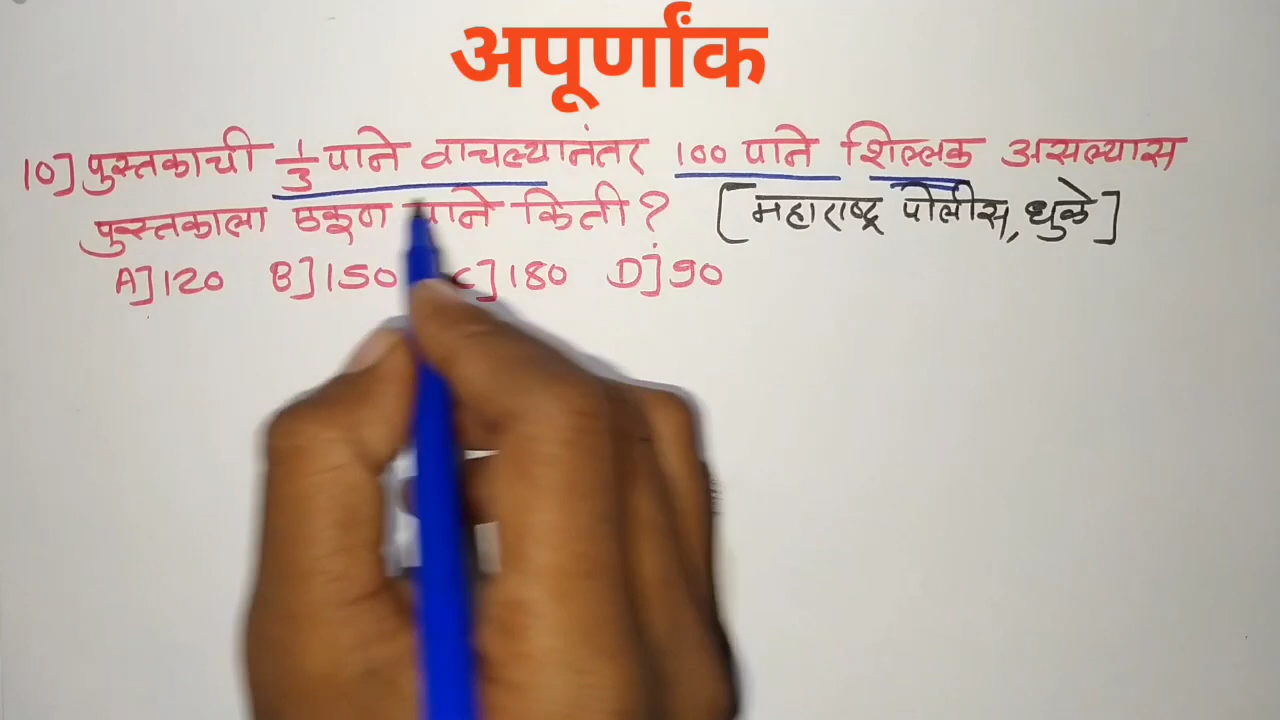 अपूर्णांक
10] पुस्तकाची 1/3 पाने वाचल्यानंतर 100 पाने शिल्लक असल्यास
पुस्तकाला एकूण पाने किती? [महाराष्ट्र पोलीस, धुळे]
A] 120 B] 150 C] 180 D] 90